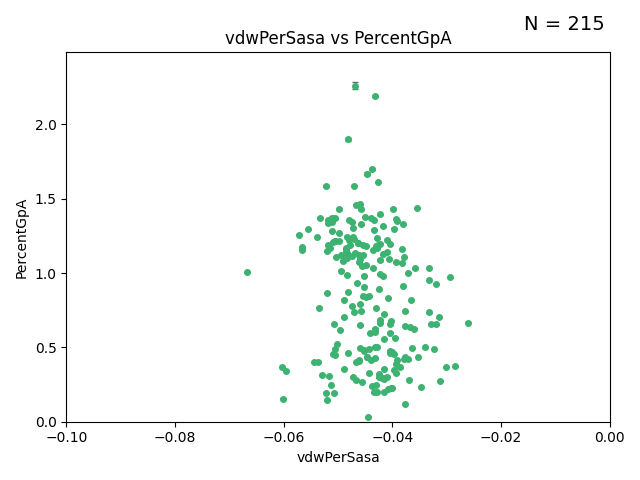 N = 215
vdwPerSasa vs PercentGpA
PercentGpA
2.0
1.5
1.0
0.5
0.0
−0.10 −0.08 −0.06 −0.04 −0.02 0.00
vdwPerSasa